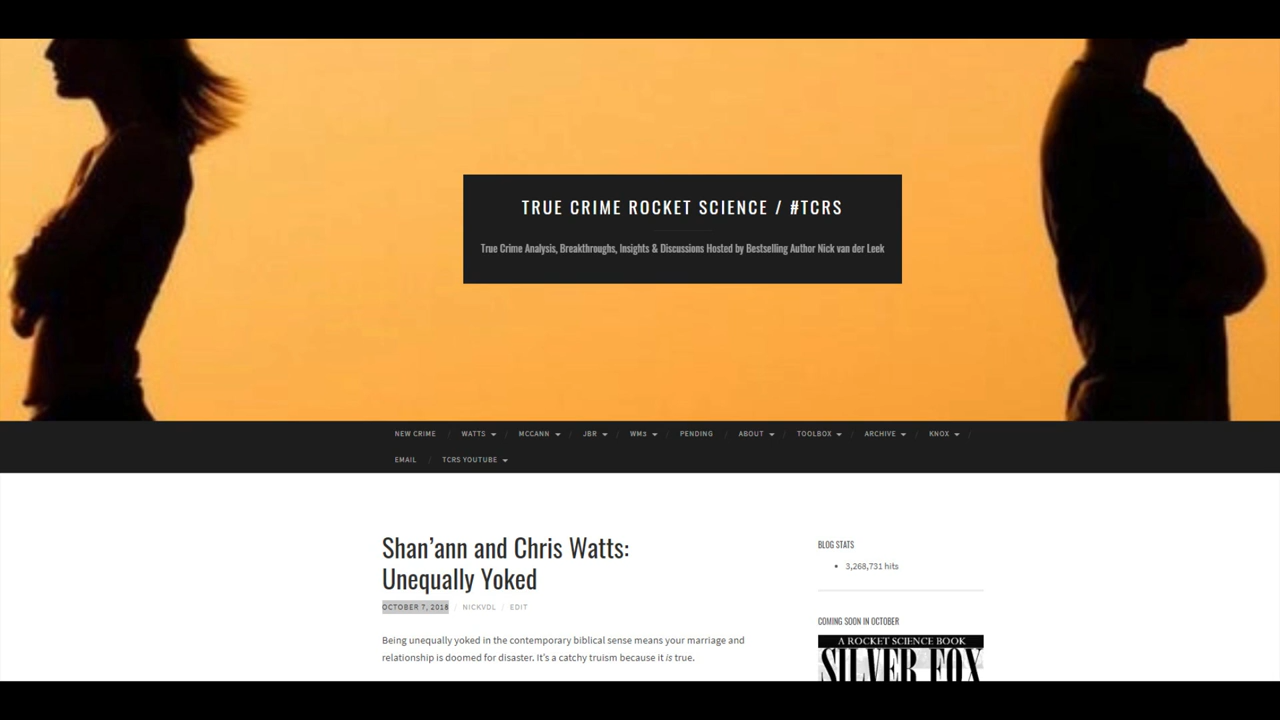 TRUE CRIME ROCKET SCIENCE / #TCRS
True Crime Analysis, Breakthroughs, Insights & Discussions Hosted by Bestselling Author Nick van der Leek
NEW CRIME / WATTS / MCCANN / JBR / WM3 / PENDING / ABOUT / TOOLBOX / ARCHIVE / KNOX /
EMAIL / TCRS YOUTUBE
Shan’ann and Chris Watts:
Unequally Yoked
OCTOBER 7, 2018 / NICKVDL / EDIT
Being unequally yoked in the contemporary biblical sense means your marriage and
relationship is doomed for disaster. It’s a catchy truism because it is true.
BLOG STATS
3,268,731 hits
COMING SOON IN OCTOBER
A ROCKET SCIENCE BOOK
SILVER FOX